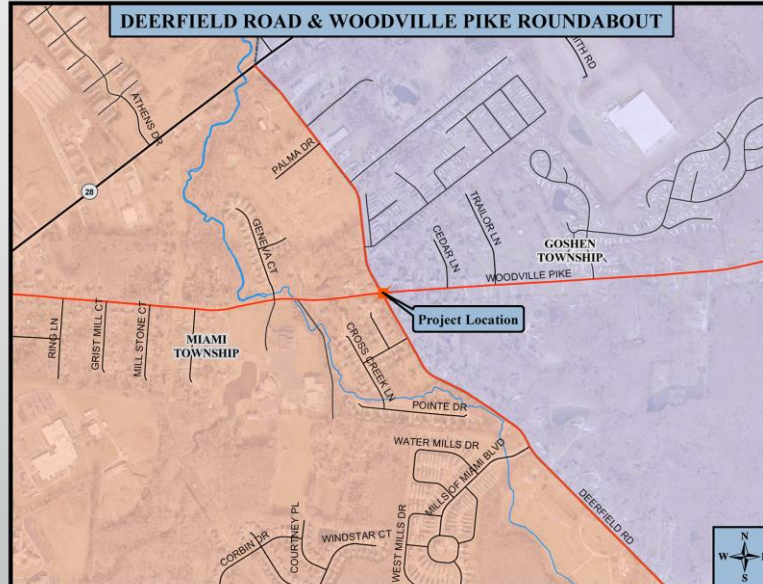 DEERFIELD ROAD & WOODVILLE PIKE ROUNDABOUT
ATHENS DR
28
PALMA DR
GENEVA CT
CEDAR LN
TRAILOR LN
GOSHEN
TOWNSHIP
WOODVILLE PIKE
Project Location
RING LN
GRIST MILL CT
MILL STONE CT
MIAMI
TOWNSHIP
CROSS CREEK LN
POINTE DR
WATER MILLS DR
MILLS OF MIAMI BLVD
WEST MILLS DR
DEERFIELD RD
CORBIN DR
COURTNEY PL
WINDSTAR CT
N
W
S